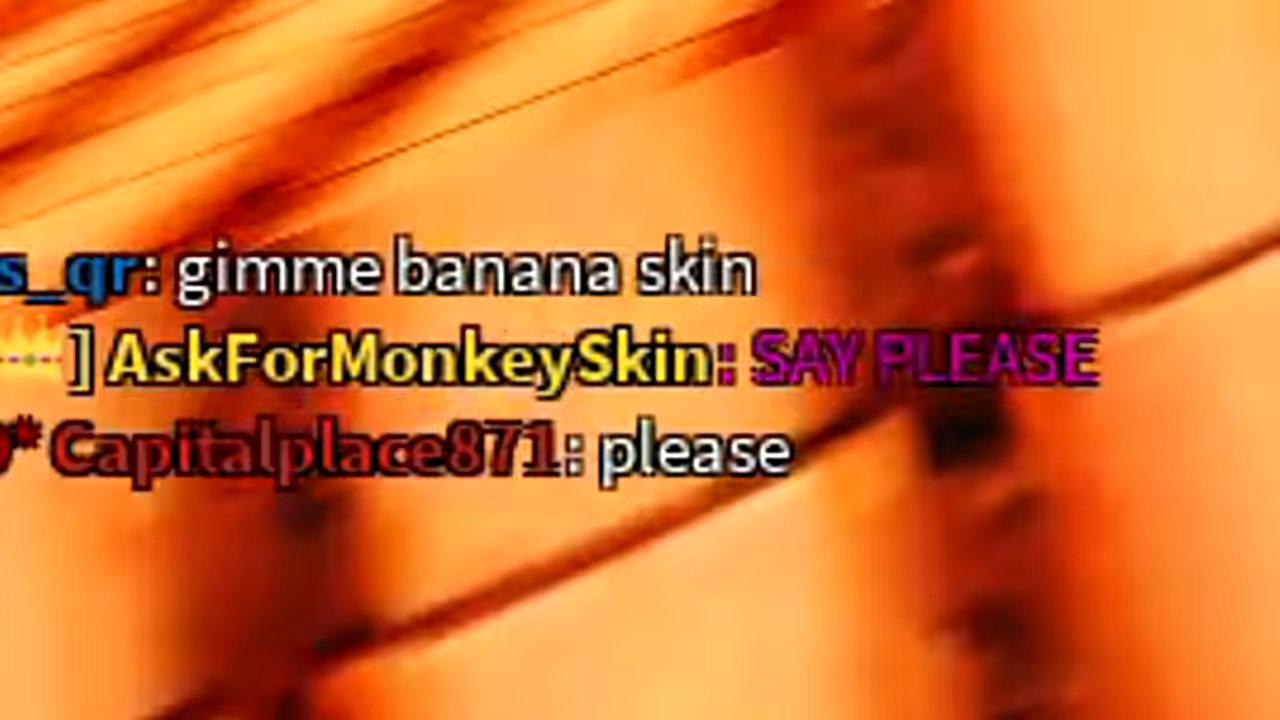 s_qr: gimme banana skin
] AskForMonkeySkin: SAY PLEASE
* Capitalplace871: please